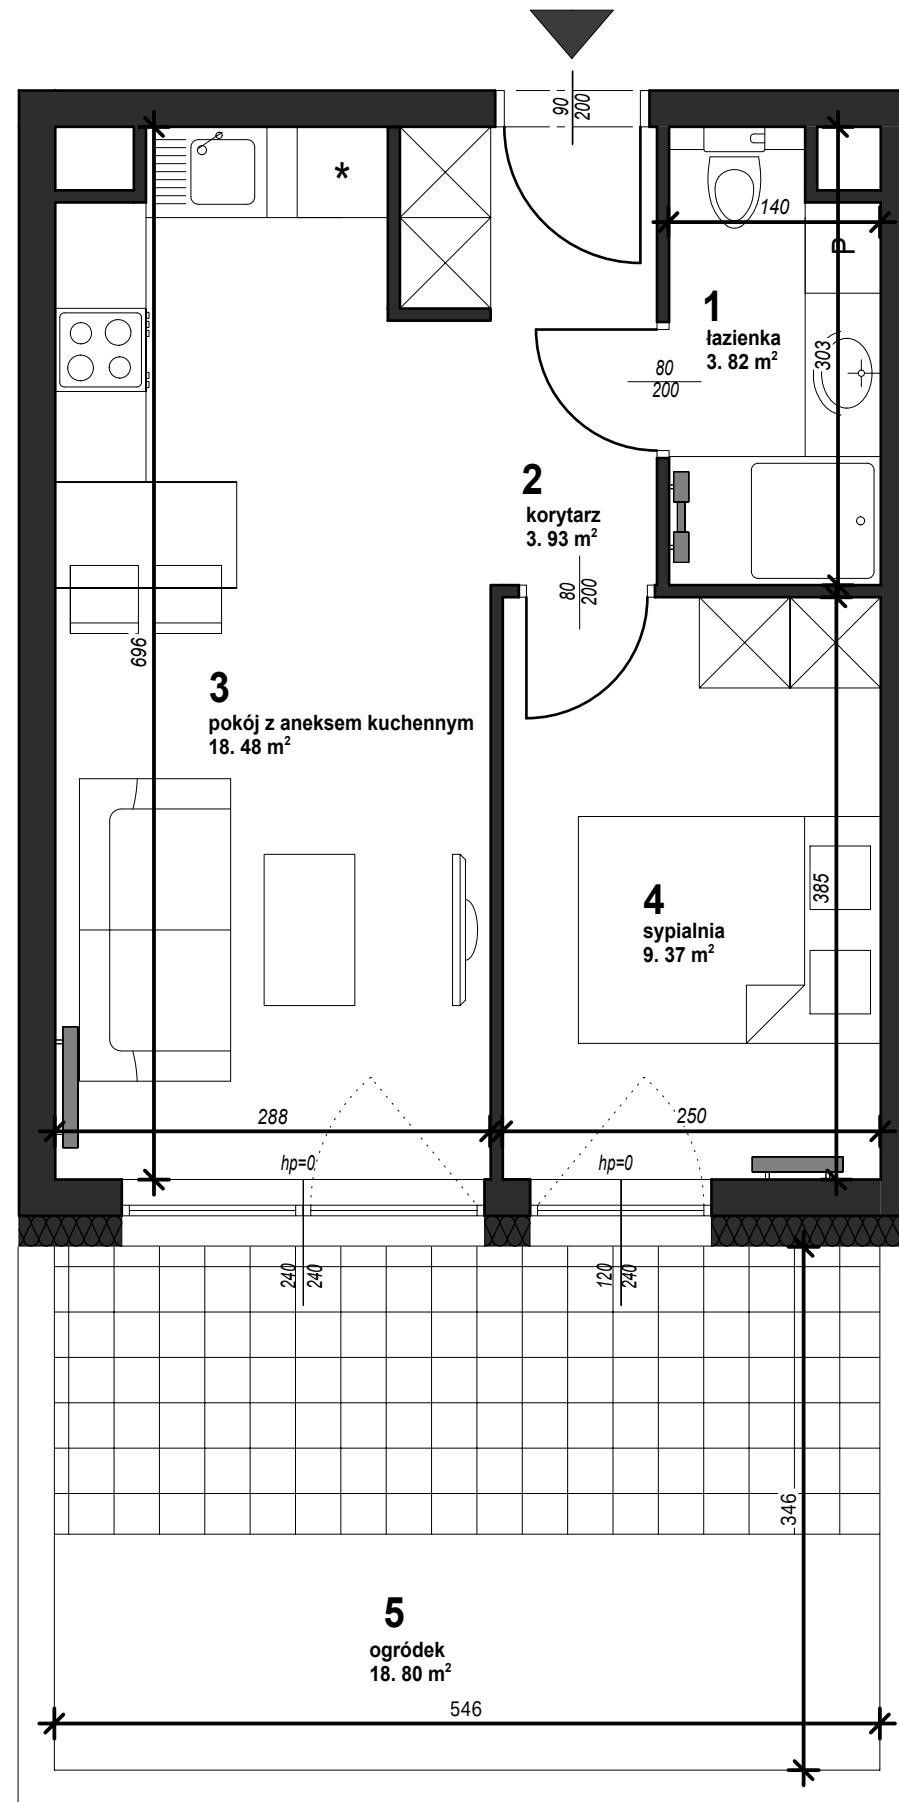 90
200
*
140
P
1
łazienka
3. 82 m²
303
80
200
2
korytarz
3. 93 m²
80
200
696
3
pokój z aneksem kuchennym
18. 48 m²
385
4
sypialnia
9. 37 m²
288
250
hp=0
hp=0
240
240
120
240
346
5
ogródek
18. 80 m²
546